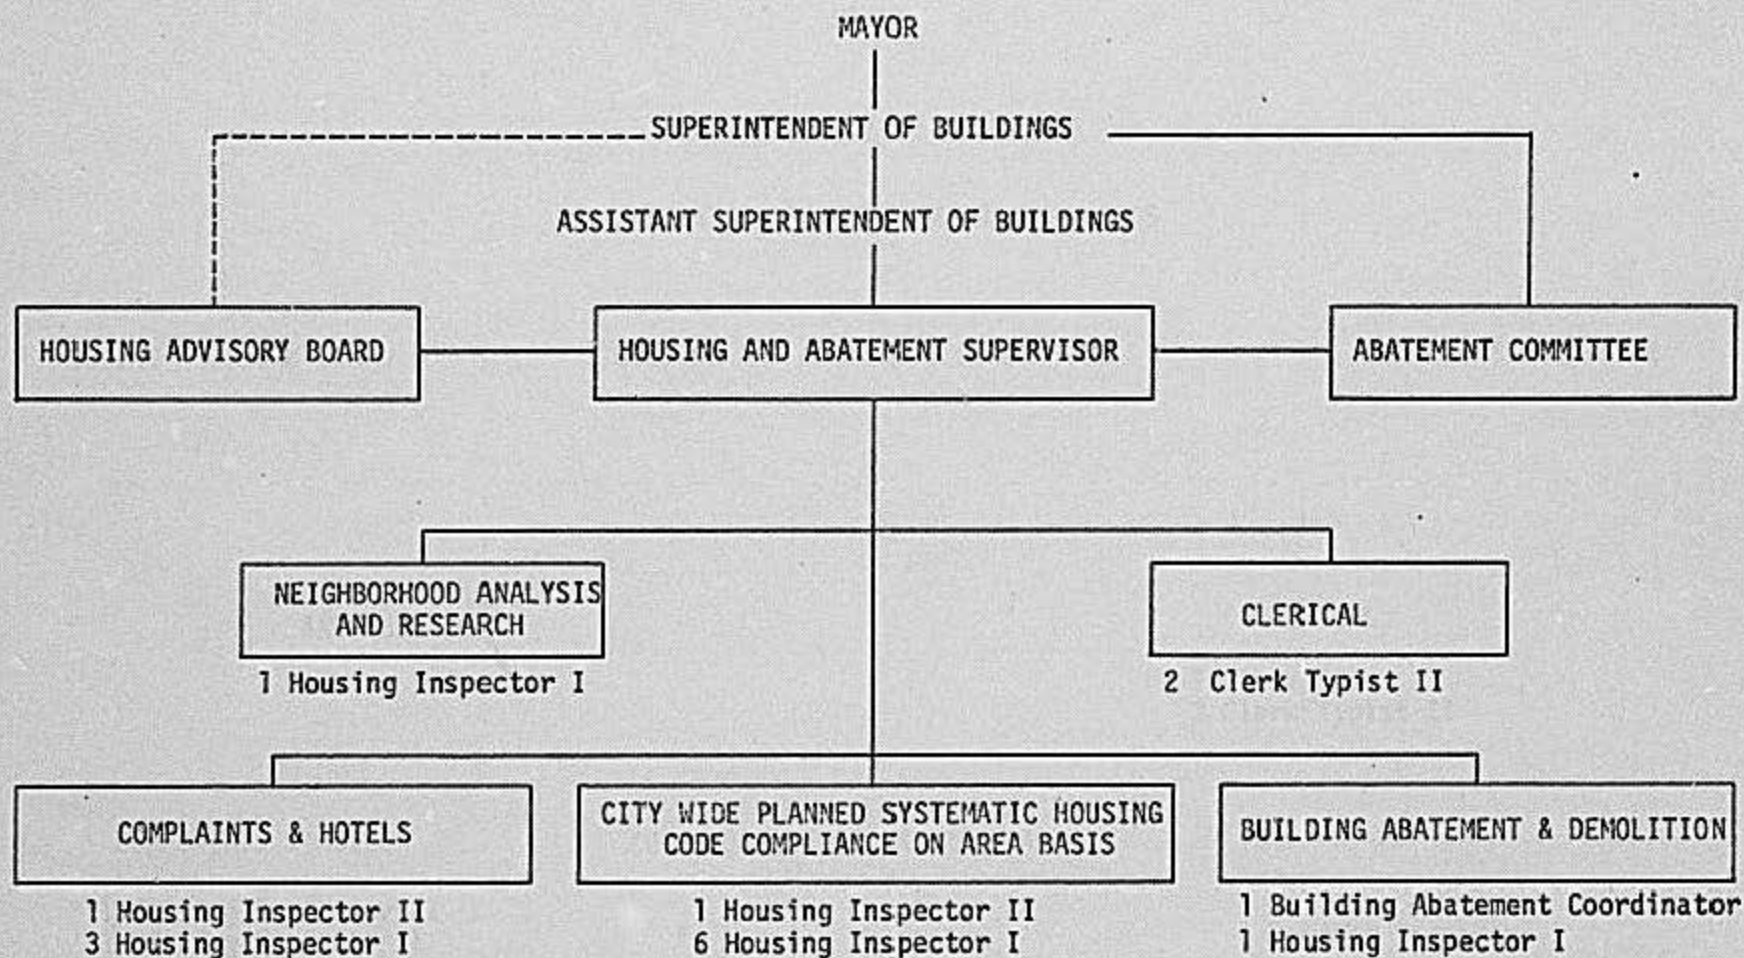 MAYOR
SUPERINTENDENT OF BUILDINGS
ASSISTANT SUPERINTENDENT OF BUILDINGS
HOUSING ADVISORY BOARD
HOUSING AND ABATEMENT SUPERVISOR
ABATEMENT COMMITTEE
NEIGHBORHOOD ANALYSIS
AND RESEARCH
1 Housing Inspector I
CLERICAL
2 Clerk Typist II
COMPLAINTS & HOTELS
1 Housing Inspector II
3 Housing Inspector I
CITY WIDE PLANNED SYSTEMATIC HOUSING
CODE COMPLIANCE ON AREA BASIS
1 Housing Inspector II
6 Housing Inspector I
BUILDING ABATEMENT & DEMOLITION
1 Building Abatement Coordinator
1 Housing Inspector I